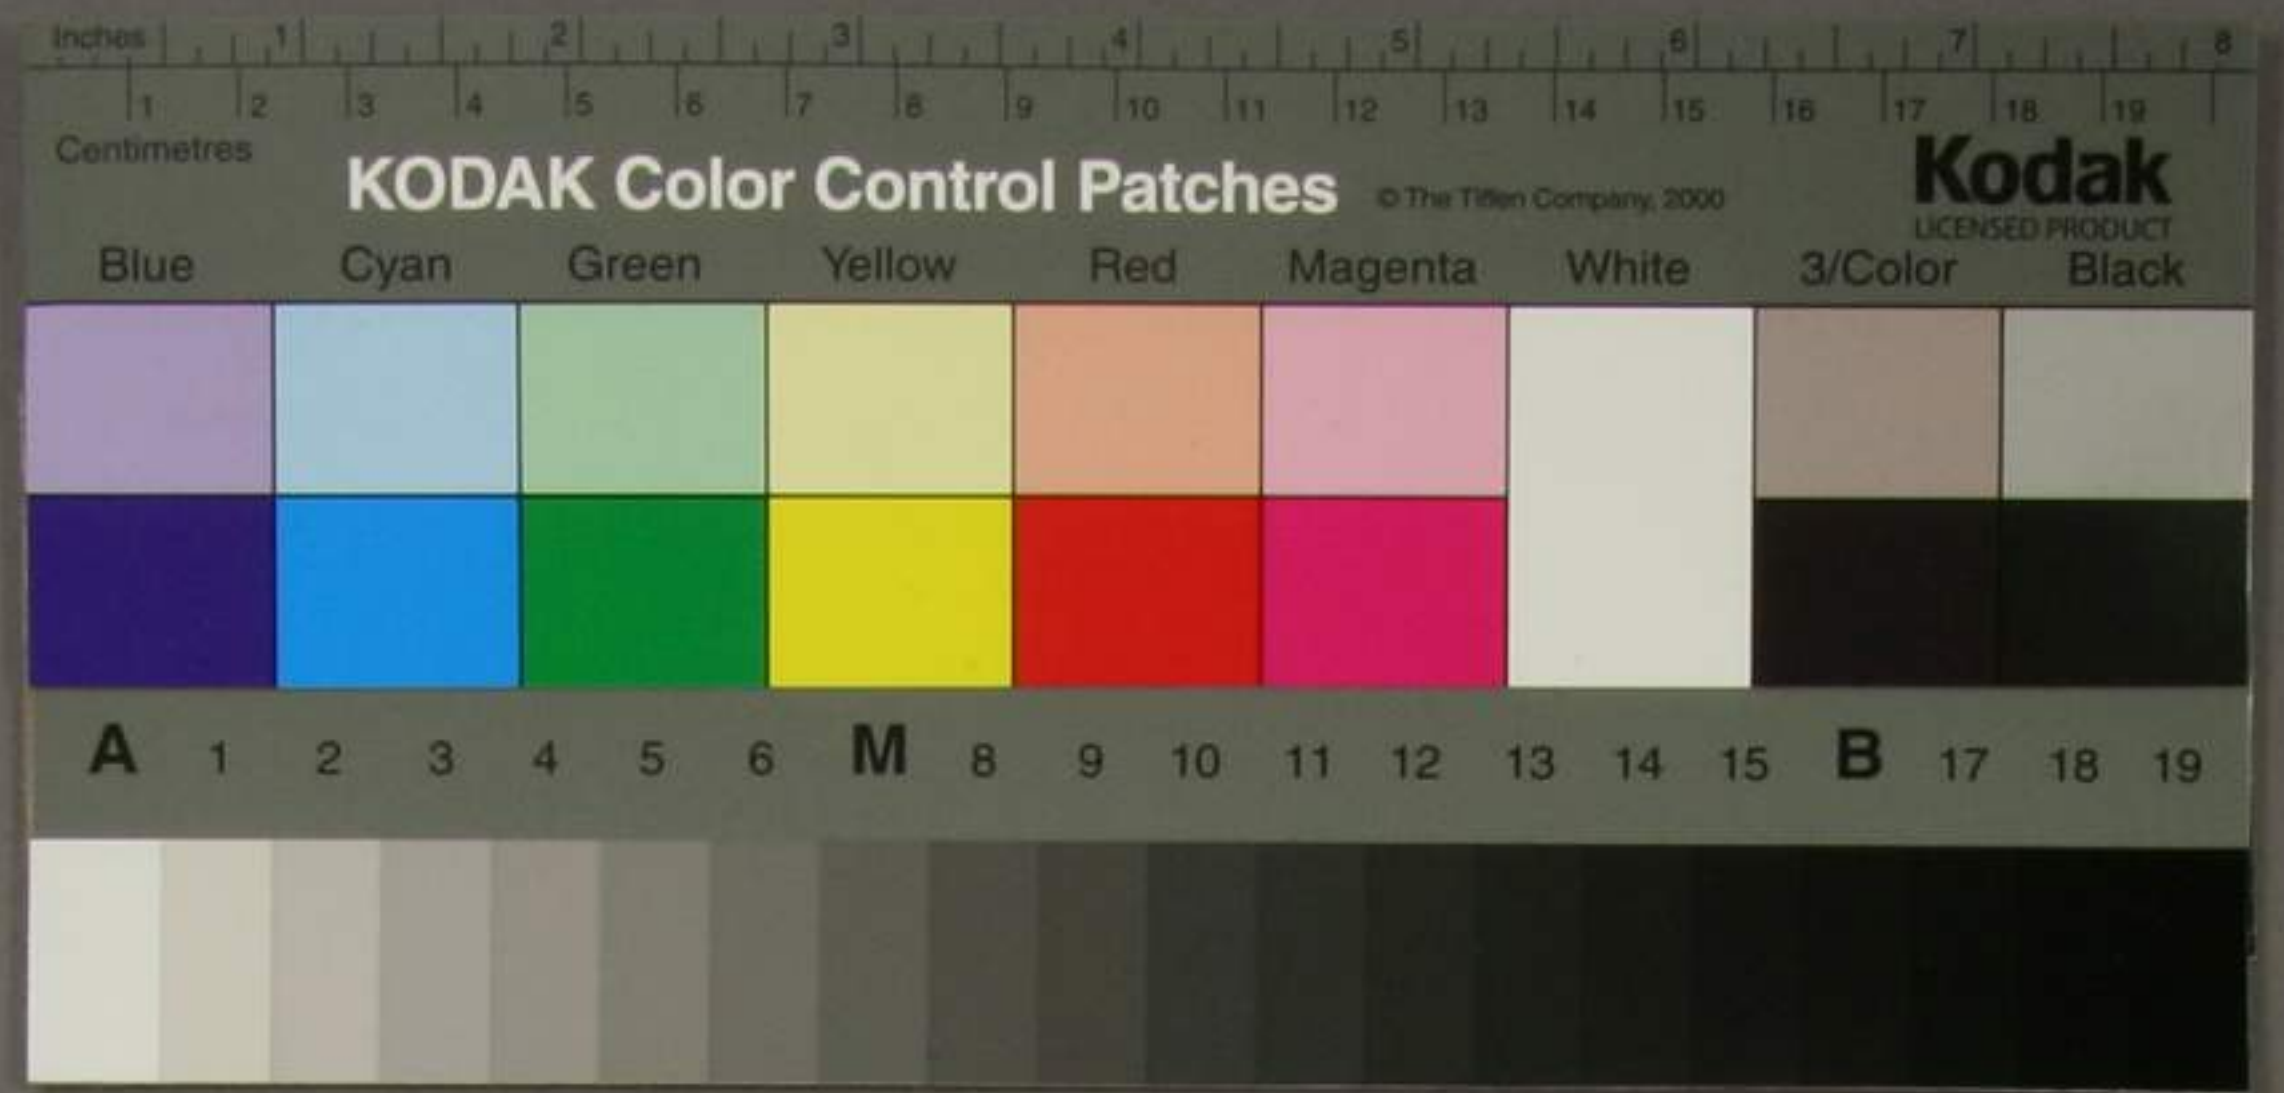 Inches 1 2 3 4 5 6 7 8
1 2 3 4 5 6 7 8 9 10 11 12 13 14 15 16 17 18 19
Centimetres
KODAK Color Control Patches © The Tiffen Company, 2000
Kodak
LICENSED PRODUCT
Blue Cyan Green Yellow Red Magenta White 3/Color Black
A 1 2 3 4 5 6 M 8 9 10 11 12 13 14 15 B 17 18 19